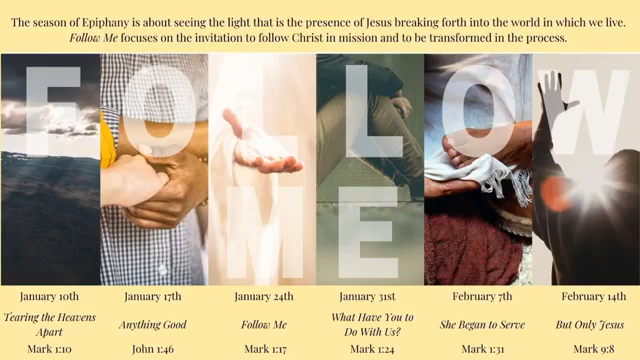 The season of Epiphany is about seeing the light that is the presence of Jesus breaking forth into the world in which we live.
Follow Me focuses on the invitation to follow Christ in mission and to be transformed in the process.
FOLLOW
ME
January 10th
Tearing the Heavens
Apart
Mark 1:10
January 17th
Anything Good
John 1:46
January 24th
Follow Me
Mark 1:17
January 31st
What Have You to
Do With Us?
Mark 1:24
February 7th
She Began to Serve
Mark 1:31
February 14th
But Only Jesus
Mark 9:8